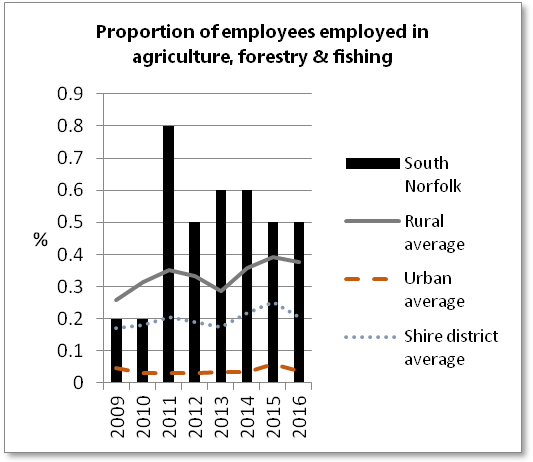 Proportion of employees employed in
agriculture, forestry & fishing
0.9
0.8
0.7
0.6
0.5
0.4
0.3
0.2
0.1
0
%
2009
2010
2011
2012
2013
2014
2015
2016
South
Norfolk
Rural
average
Urban
average
Shire district
average